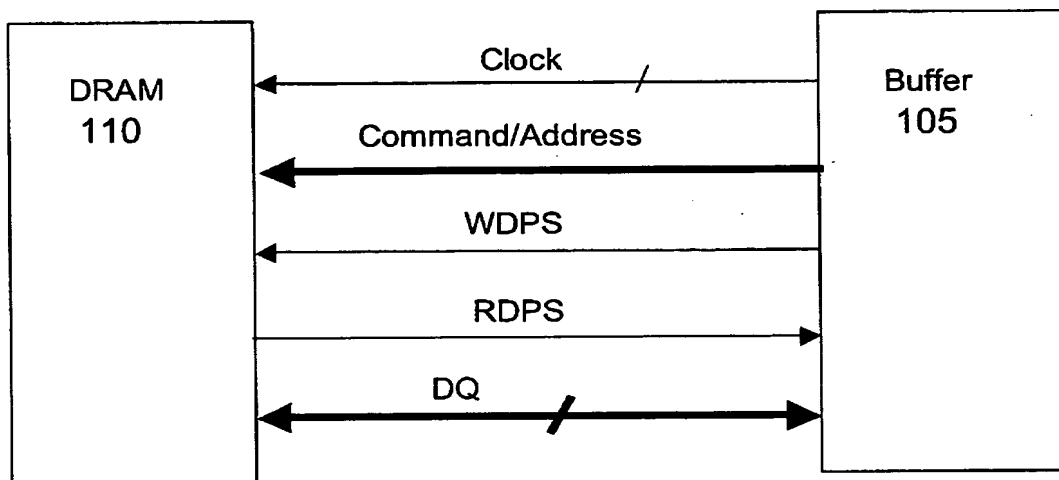 DRAM
110
Clock
Command/Address
WDPS
RDPS
DQ
Buffer
105